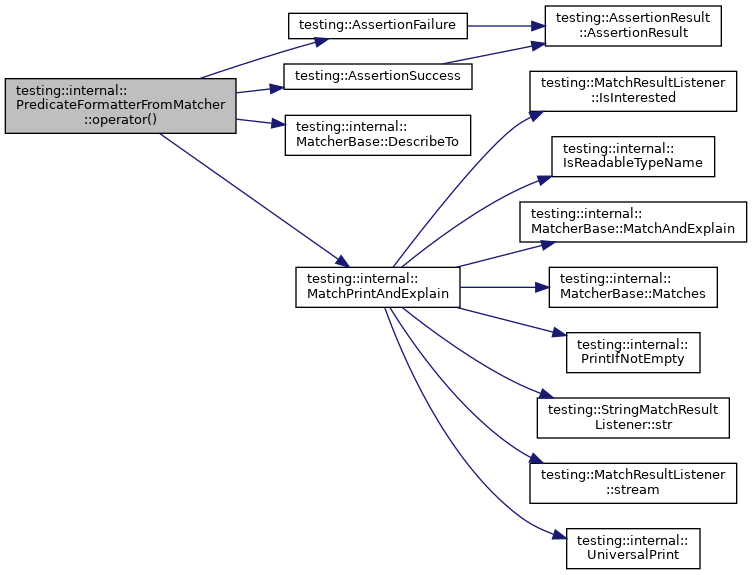 testing::internal::
PredicateFormatterFromMatcher
::operator()
testing::AssertionFailure
testing::AssertionSuccess
testing::internal::
MatcherBase::DescribeTo
testing::internal::
MatchPrintAndExplain
testing::AssertionResult
::AssertionResult
testing::MatchResultListener
::IsInterested
testing::internal::
IsReadableTypeName
testing::internal::
MatcherBase::MatchAndExplain
testing::internal::
MatcherBase::Matches
testing::internal::
PrintIfNotEmpty
testing::StringMatchResult
Listener::str
testing::MatchResultListener
::stream
testing::internal::
UniversalPrint